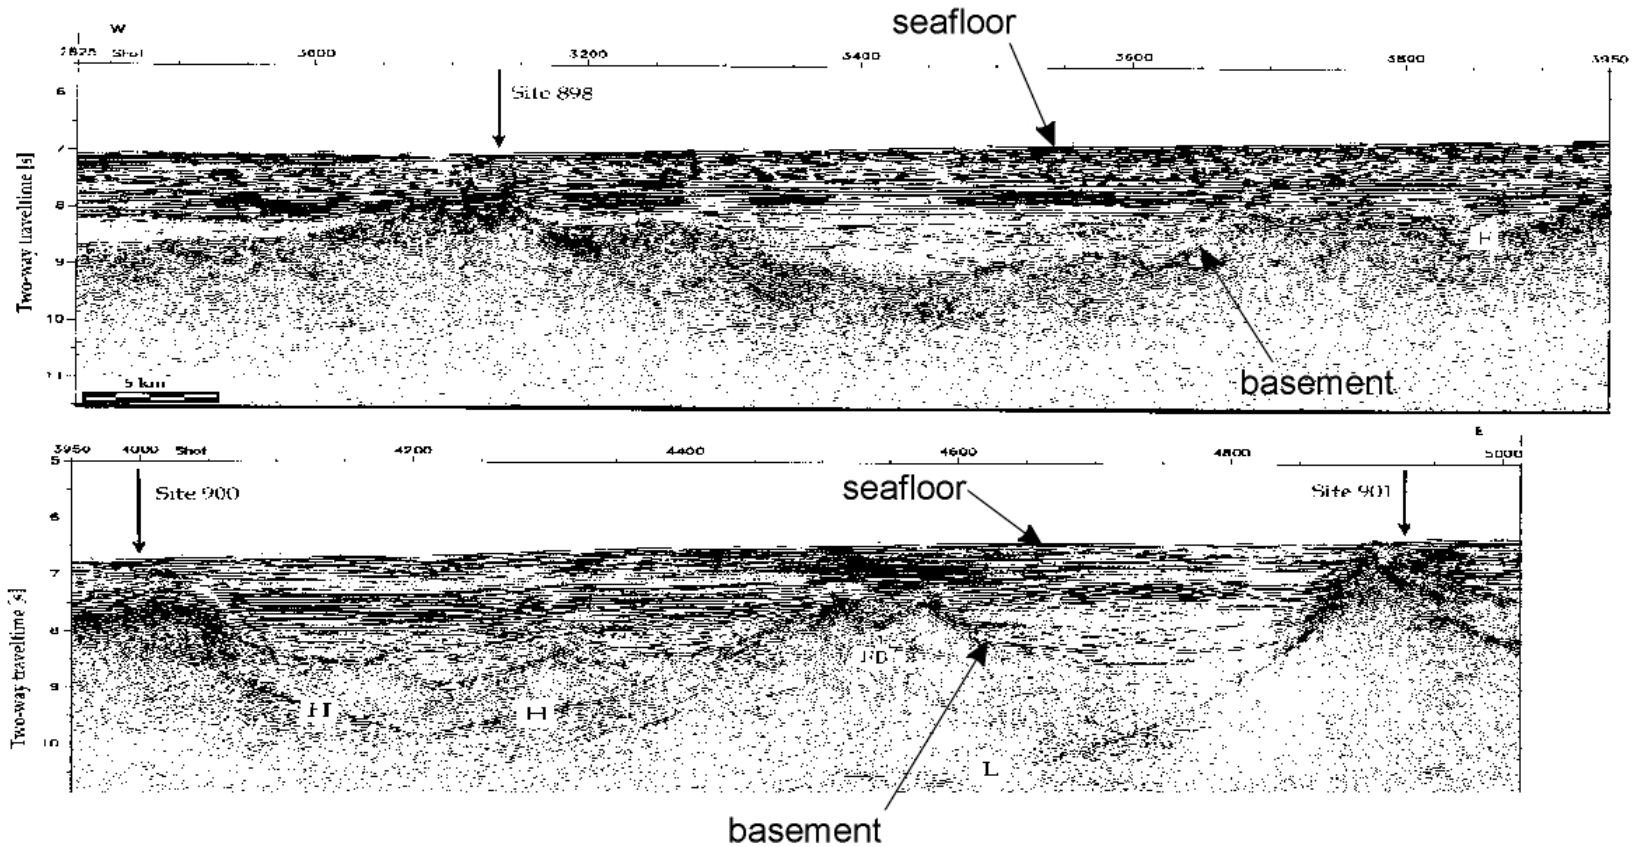 seafloor
W
2825 Shot 3000 3200 3400 3600 3800 3950
6
Site 898
7
8
H
9
10
basement
11
5 km
Two-way traveltime [s]
E
3950 4000 Shot 4200 4400 4600 4800 5000
5
seafloor
Site 900
Site 901
6
7
8
9
H
H
10
L
basement
Two-way traveltime [s]